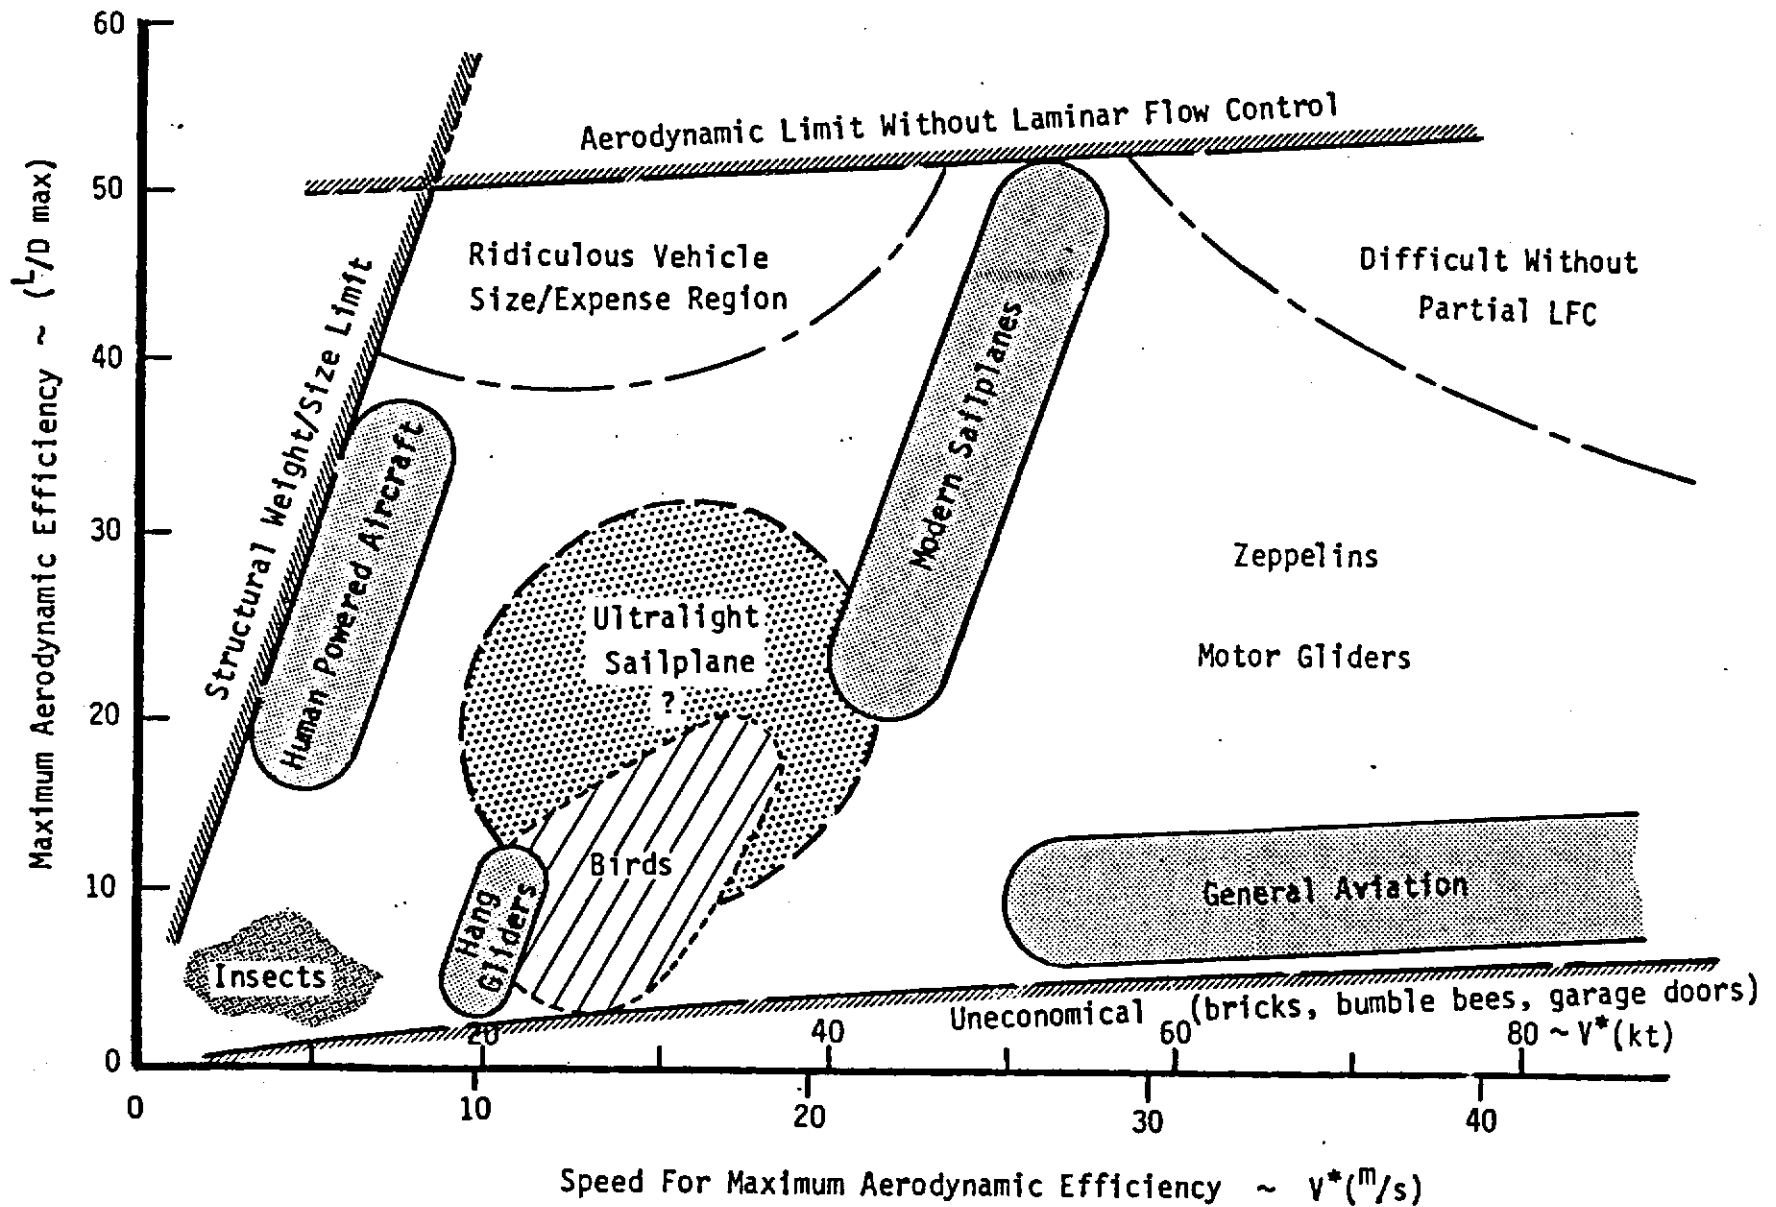 60
50
40
30
20
10
0
Maximum Aerodynamic Efficiency ~ (L/D max)
Aerodynamic Limit Without Laminar Flow Control
Structural Weight/Size Limit
Ridiculous Vehicle
Size/Expense Region
Difficult Without
Partial LFC
Human Powered Aircraft
Modern Sailplanes
Zeppelins
Ultralight
Sailplane
?
Motor Gliders
Birds
Hang
Gliders
General Aviation
Insects
Uneconomical (bricks, bumble bees, garage doors)
20
40
60
80 ~ V*(kt)
0
10
20
30
40
Speed For Maximum Aerodynamic Efficiency ~ V*(m/s)